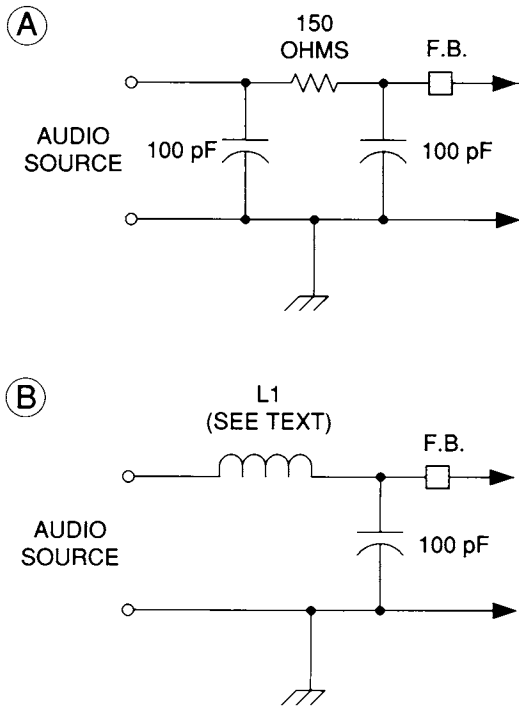 A
150
OHMS
F.B.
AUDIO
SOURCE
100 pF
100 pF
B
L1
(SEE TEXT)
F.B.
AUDIO
SOURCE
100 pF